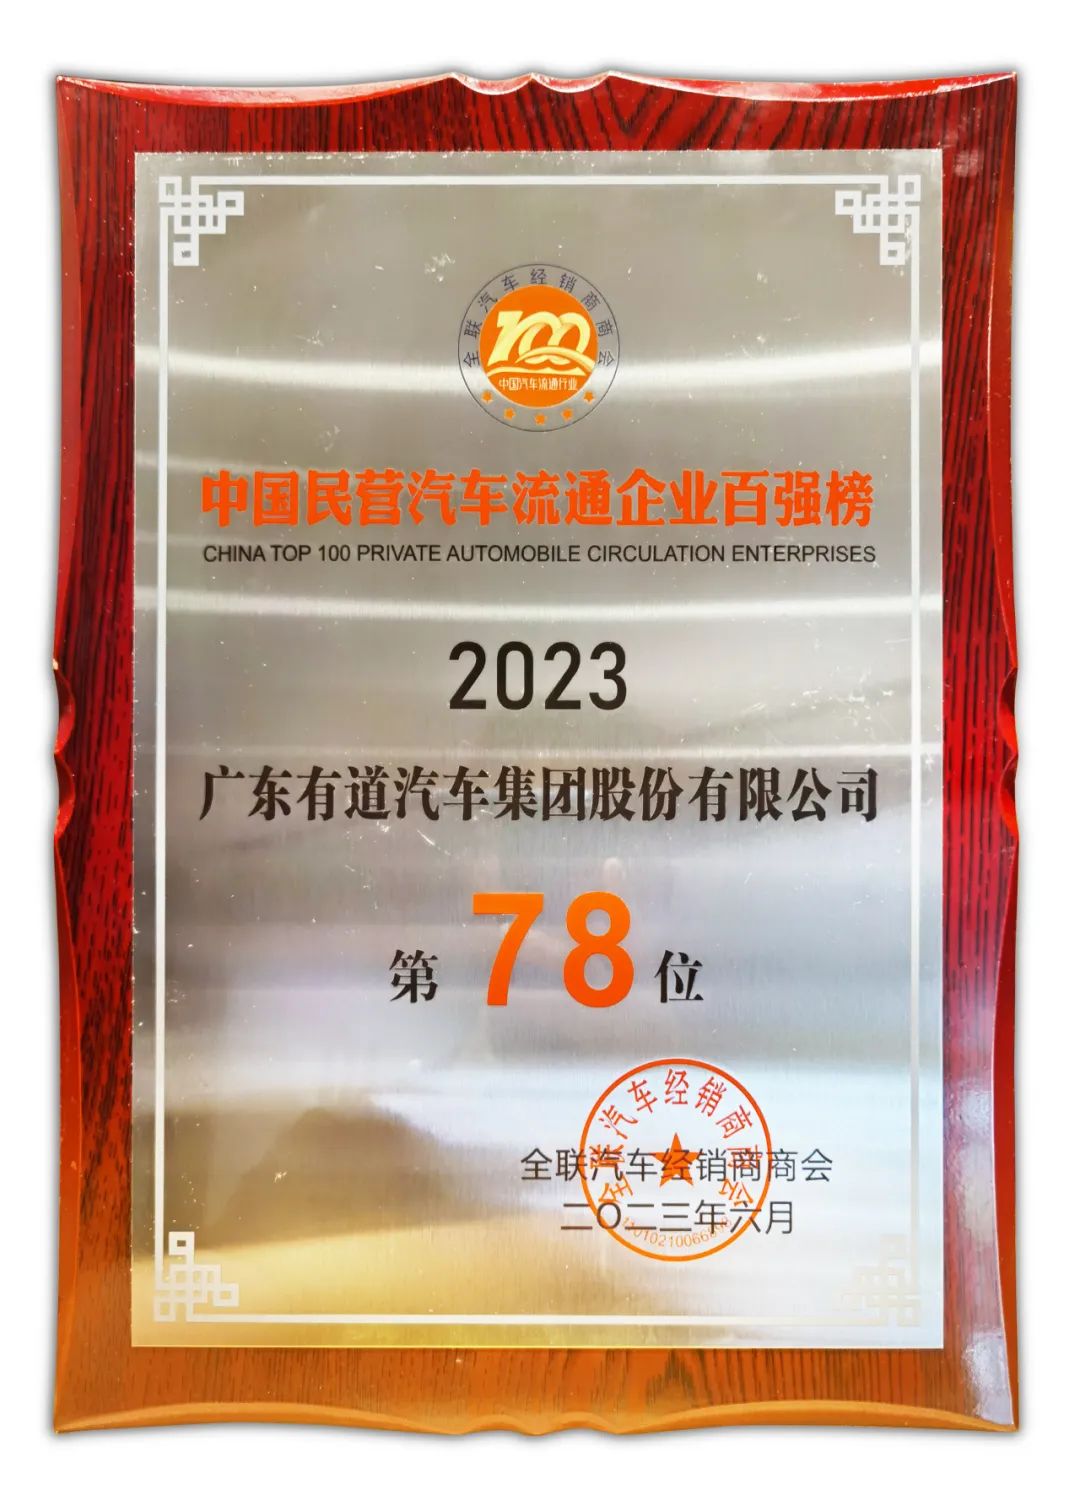 全联汽车经销商商会
100
中国汽车流通行业
中国民营汽车流通企业百强榜
CHINA TOP 100 PRIVATE AUTOMOBILE CIRCULATION ENTERPRISES
2023
广东有道汽车集团股份有限公司
第 78 位
全联汽车经销商商会
全联汽车经销商商会
二〇二三年六月